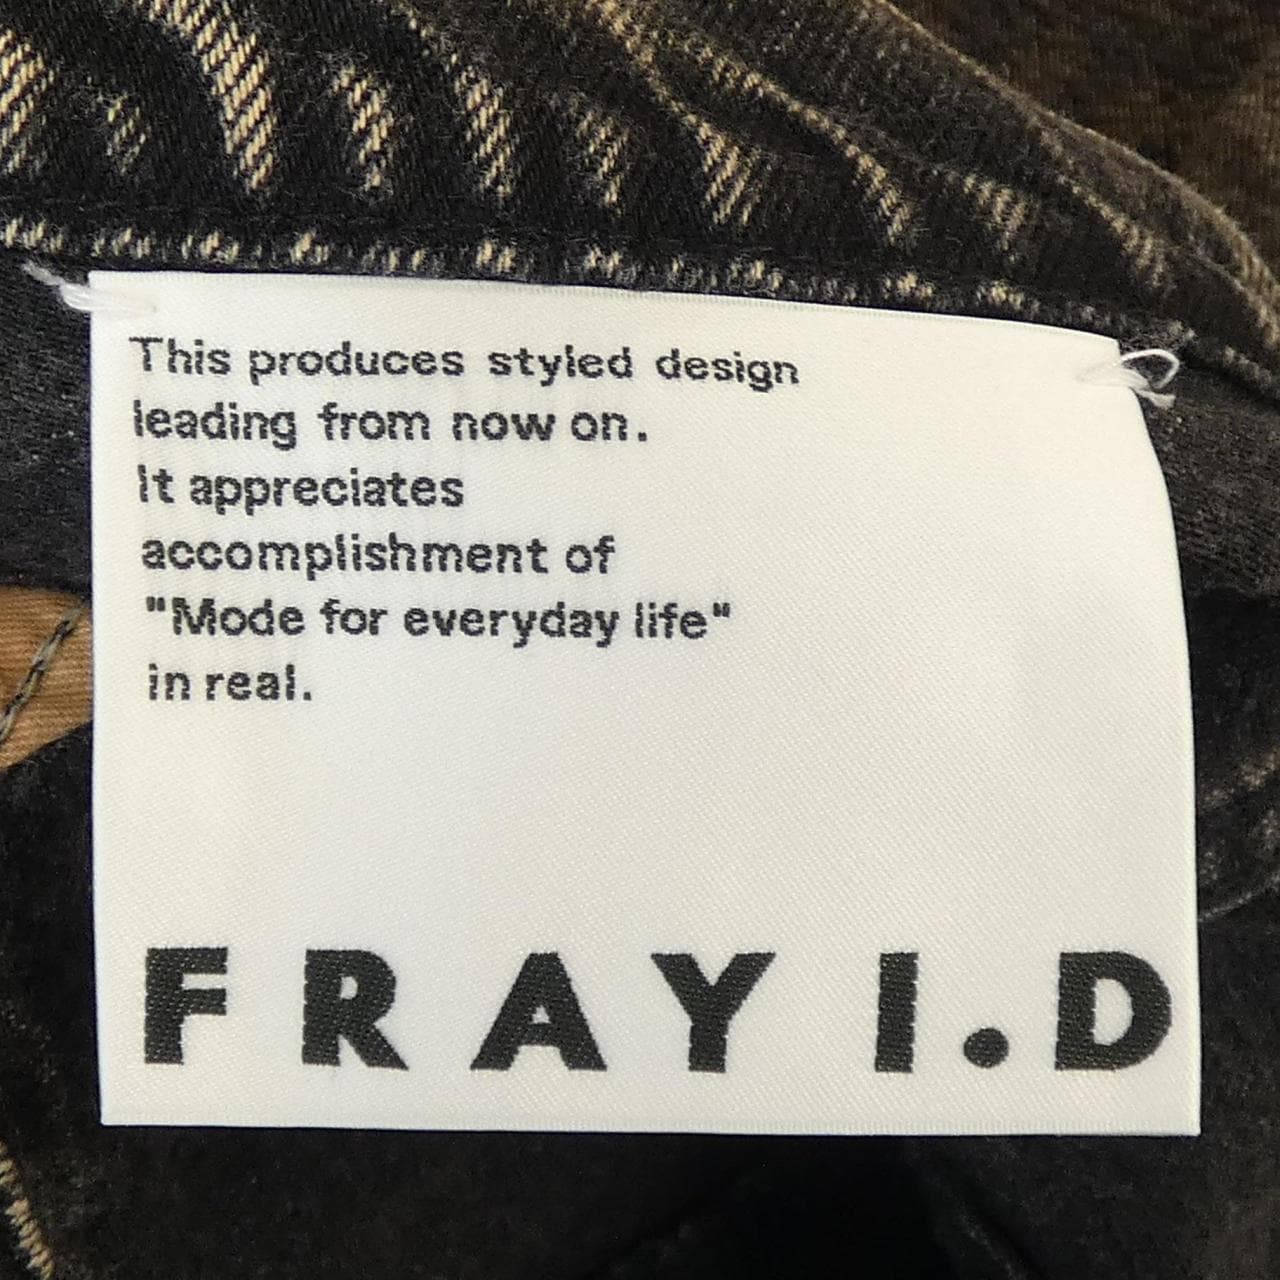 This produces styled design
leading from now on.
It appreciates
accomplishment of
"Mode for everyday life"
in real.
FRAY I.D